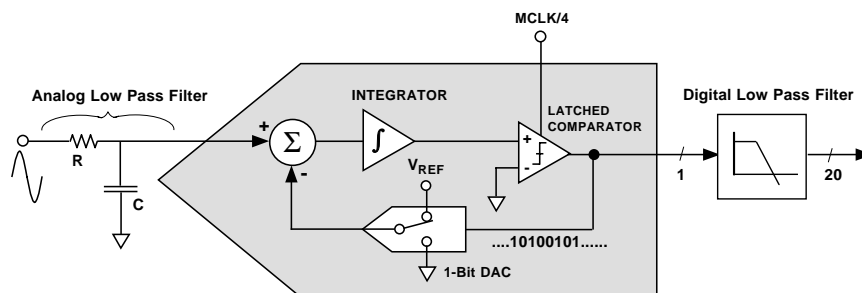 MCLK/4
Analog Low Pass Filter
INTEGRATOR
LATCHED
COMPARATOR
Digital Low Pass Filter
+
Σ
-
∫
+
-
R
C
VREF
....10100101......
1-Bit DAC
1
20